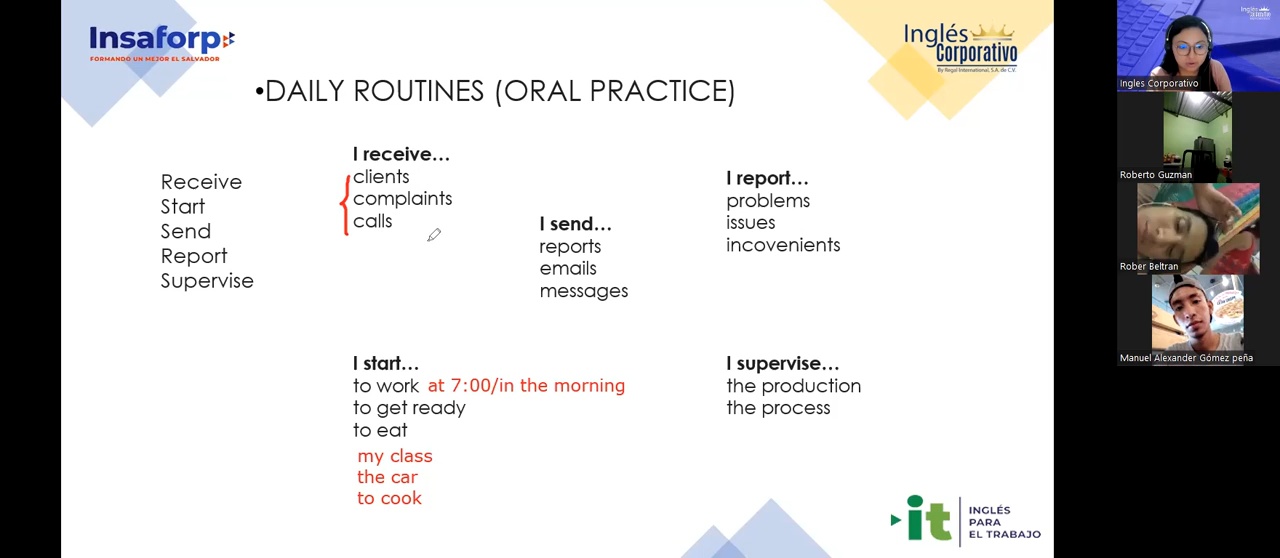 Insaforp
FORMANDO UN MEJOR EL SALVADOR
Inglés
Corporativo
By Regal International, S.A. de C.V.
•DAILY ROUTINES (ORAL PRACTICE)
Receive
Start
Send
Report
Supervise
I receive...
clients
complaints
calls
I send...
reports
emails
messages
I report...
problems
issues
incovenients
I start...
to work at 7:00/in the morning
to get ready
to eat
my class
the car
to cook
I supervise...
the production
the process
it
INGLÉS
PARA
EL TRABAJO
Ingles Corporativo
Roberto Guzman
Rober Beltran
Manuel Alexander Gómez peña